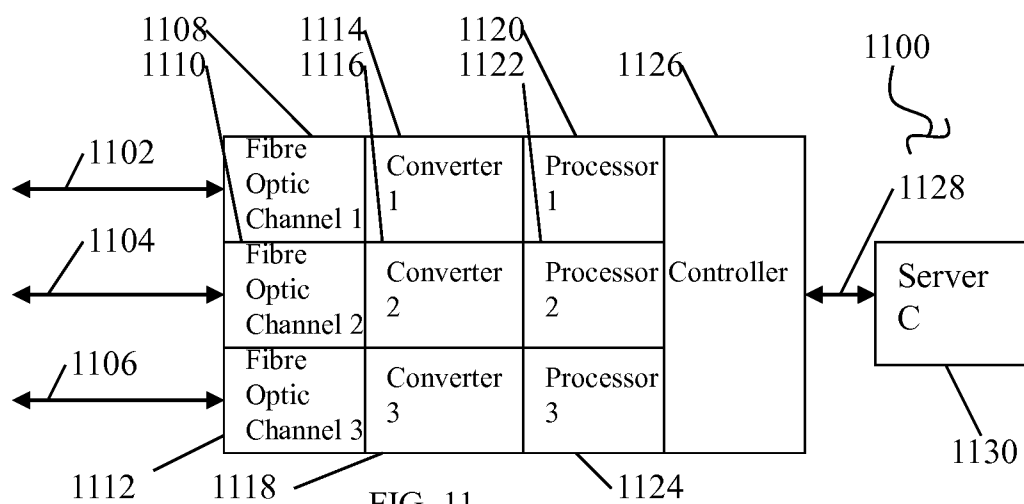 1108 1114 1120 1100
1110 1116 1122 1126
1102
Fibre
Optic
Channel 1
Converter
1
Processor
1
1128
1104
Fibre
Optic
Channel 2
Converter
2
Processor
2
Controller
Server
C
1106
Fibre
Optic
Channel 3
Converter
3
Processor
3
1130
1112 1118 1124
FIG. 11